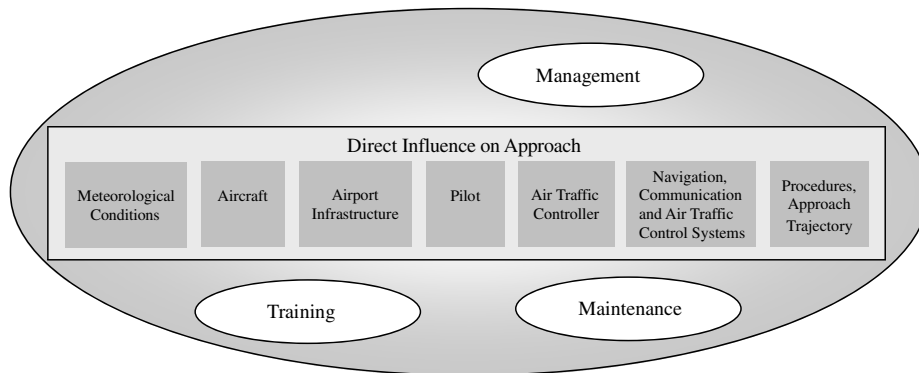 Management
Direct Influence on Approach
Meteorological
Conditions
Aircraft
Airport
Infrastructure
Pilot
Air Traffic
Controller
Navigation,
Communication
and Air Traffic
Control Systems
Procedures,
Approach
Trajectory
Training
Maintenance